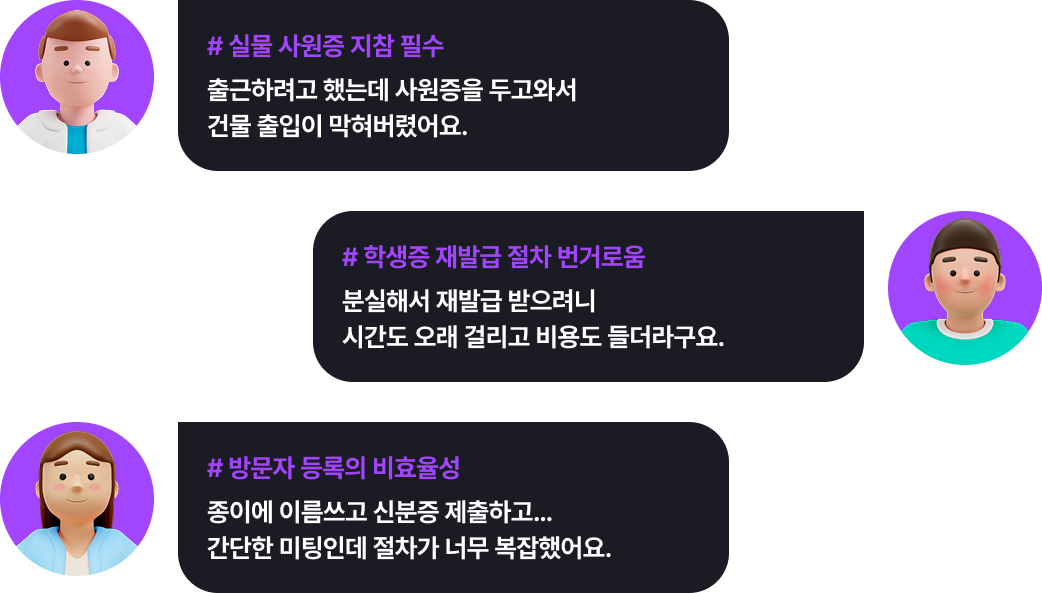 # 실물 사원증 지참 필수
출근하려고 했는데 사원증을 두고와서
건물 출입이 막혀버렸어요.
# 학생증 재발급 절차 번거로움
분실해서 재발급 받으려니
시간도 오래 걸리고 비용도 들더라구요.
# 방문자 등록의 비효율성
종이에 이름쓰고 신분증 제출하고...
간단한 미팅인데 절차가 너무 복잡했어요.